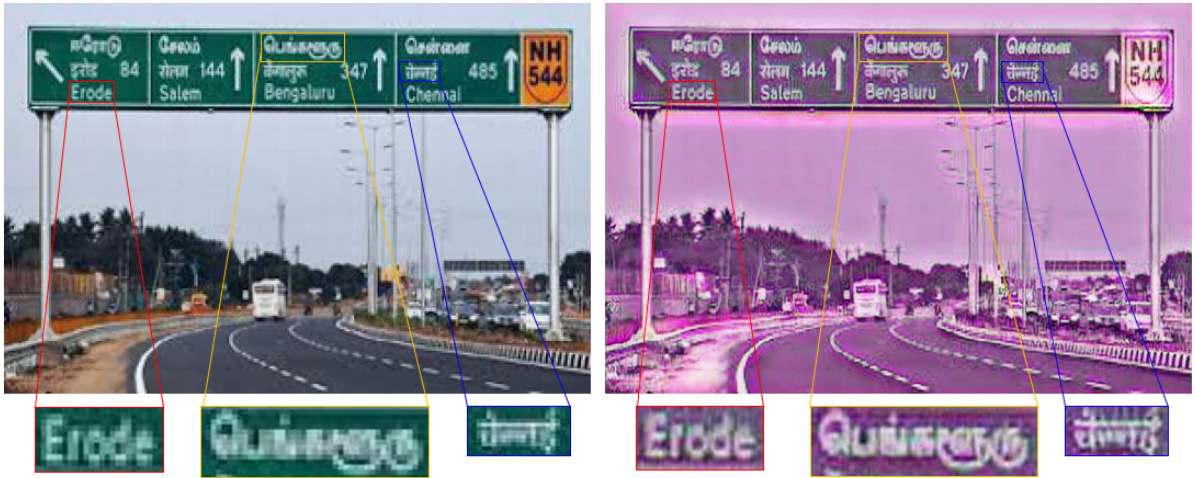 ஈரோடு
इरोड 84
Erode
சேலம்
सेलम 144
Salem
பெங்களூரு
347
Bengaluru
சென்னை
चेन्नई 485
Chennai
NH
544
Erode
பெங்களூரு
चेन्नई
ஈரோடு
इरोड 84
Erode
சேலம்
सेलम 144
Salem
பெங்களூரு
347
Bengaluru
சென்னை
चेन्नई 485
Chennai
NH
544
Erode
பெங்களூரு
चेन्नई